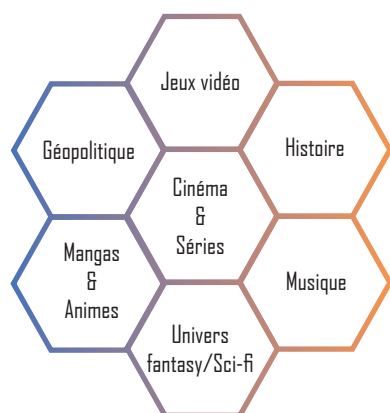 Jeux vidéo
Géopolitique
Histoire
Cinéma
&
Séries
Mangas
&
Animes
Musique
Univers
fantasy/Sci-fi